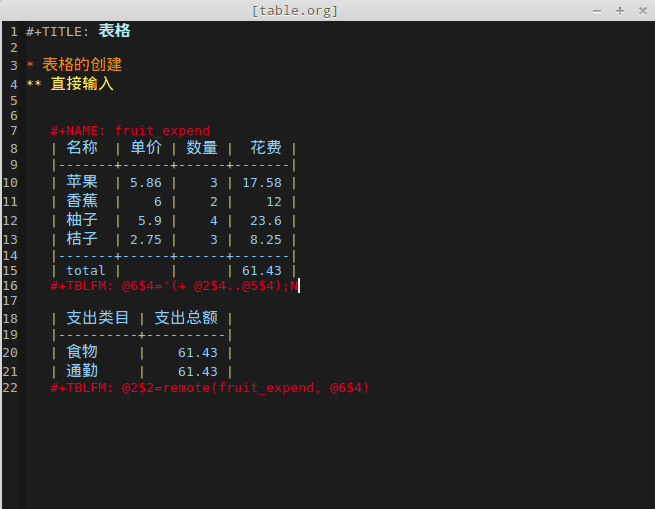 [table.org]
1 #+TITLE: 表格
2
3 * 表格的创建
4 ** 直接输入
5
6
7 #+NAME: fruit_expend
8 | 名称 | 单价 | 数量 | 花费 |
9 |-------+------+------+-------|
10 | 苹果 | 5.86 | 3 | 17.58 |
11 | 香蕉 | 6 | 2 | 12 |
12 | 柚子 | 5.9 | 4 | 23.6 |
13 | 桔子 | 2.75 | 3 | 8.25 |
14 |-------+------+------+-------|
15 | total | | | 61.43 |
16 #+TBLFM: @6$4='(+ @2$4..@5$4);N
17
18 | 支出类目 | 支出总额 |
19 |----------+----------|
20 | 食物 | 61.43 |
21 | 通勤 | 61.43 |
22 #+TBLFM: @2$2=remote(fruit_expend, @6$4)